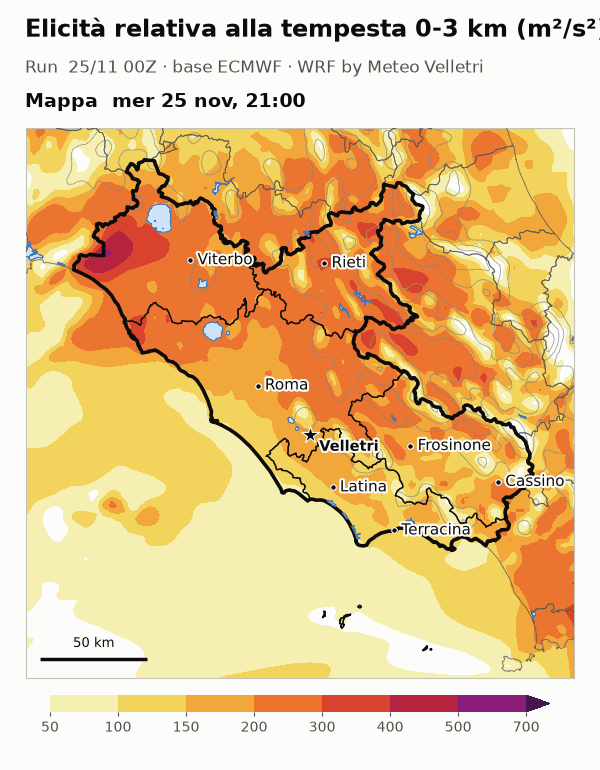 Elicità relativa alla tempesta 0-3 km (m²/s²)
Run 25/11 00Z · base ECMWF · WRF by Meteo Velletri
Mappa mer 25 nov, 21:00
Viterbo
Rieti
Roma
Velletri
Frosinone
Latina
Cassino
Terracina
50 km
50 100 150 200 300 400 500 700